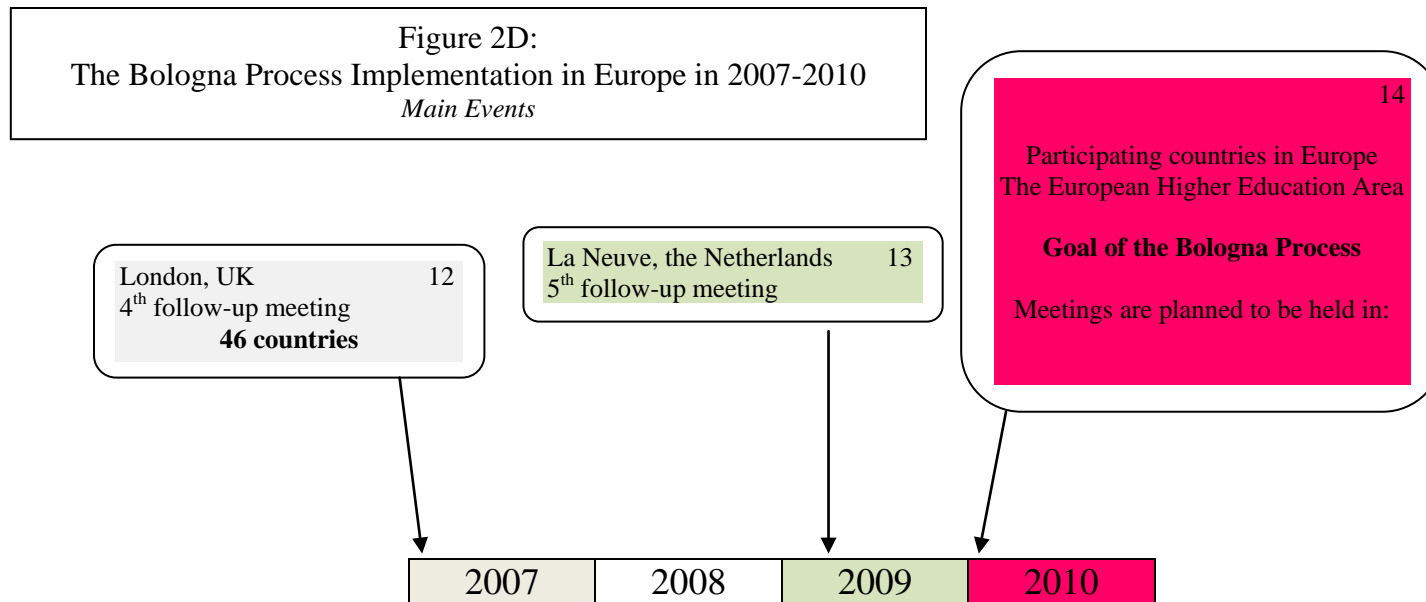 Figure 2D:
The Bologna Process Implementation in Europe in 2007-2010
Main Events
London, UK 12
4th follow-up meeting
46 countries
La Neuve, the Netherlands 13
5th follow-up meeting
14
Participating countries in Europe
The European Higher Education Area
Goal of the Bologna Process
Meetings are planned to be held in:
2007 2008 2009 2010